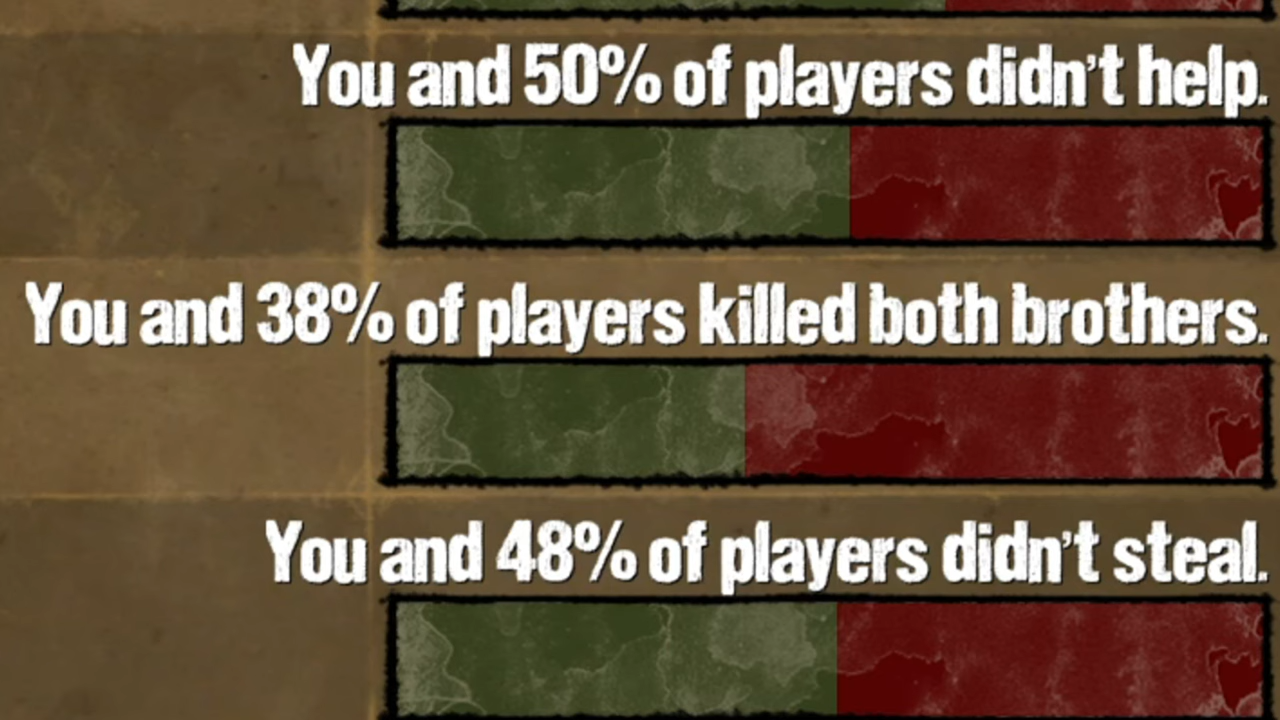 You and 50% of players didn't help.
You and 38% of players killed both brothers.
You and 48% of players didn't steal.